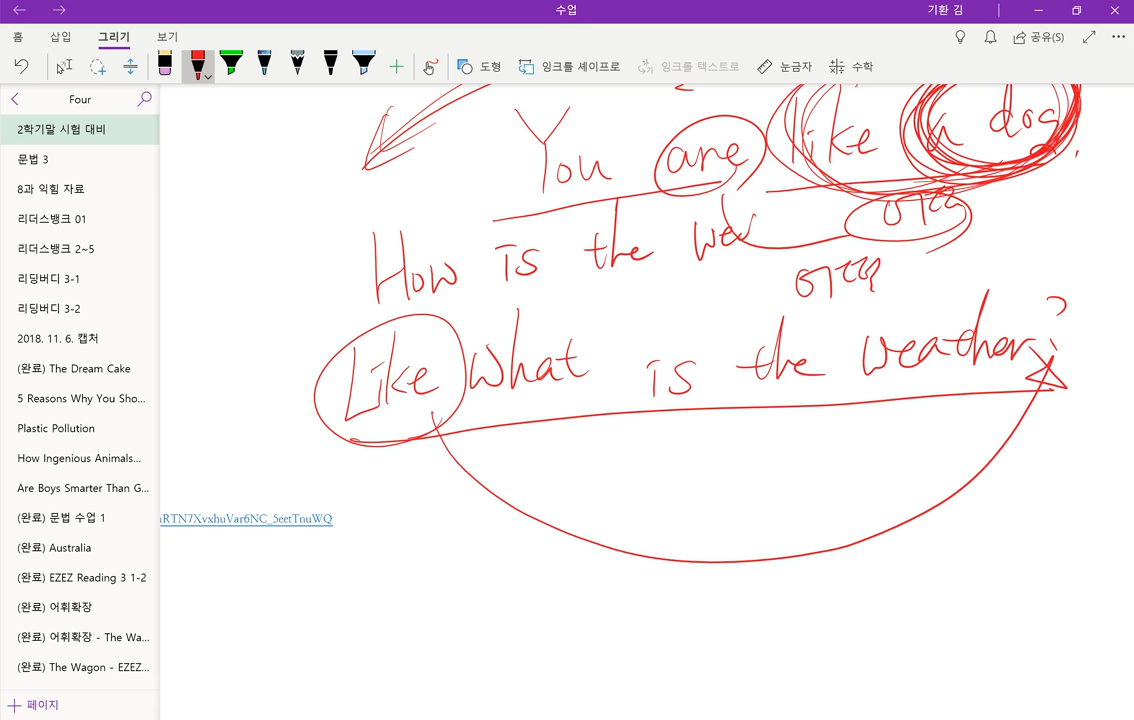 수업
기환 김
홈 삽입 그리기 보기
공유(S)
도형 잉크를 셰이프로 잉크를 텍스트로 눈금자 수학
Four
2학기말 시험 대비
문법 3
8과 익힘 자료
리더스뱅크 01
리더스뱅크 2~5
리딩버디 3-1
리딩버디 3-2
2018. 11. 6. 캡처
(완료) The Dream Cake
5 Reasons Why You Sho...
Plastic Pollution
How Ingenious Animals...
Are Boys Smarter Than G...
(완료) 문법 수업 1
(완료) Australia
(완료) EZEZ Reading 3 1-2
(완료) 어휘확장
(완료) 어휘확장 - The Wa...
(완료) The Wagon - EZEZ...
페이지
You are like a dog.
How is the wea
Like What is the weather?
uRTN7XvxhuVar6NC_5eetTnuWQ